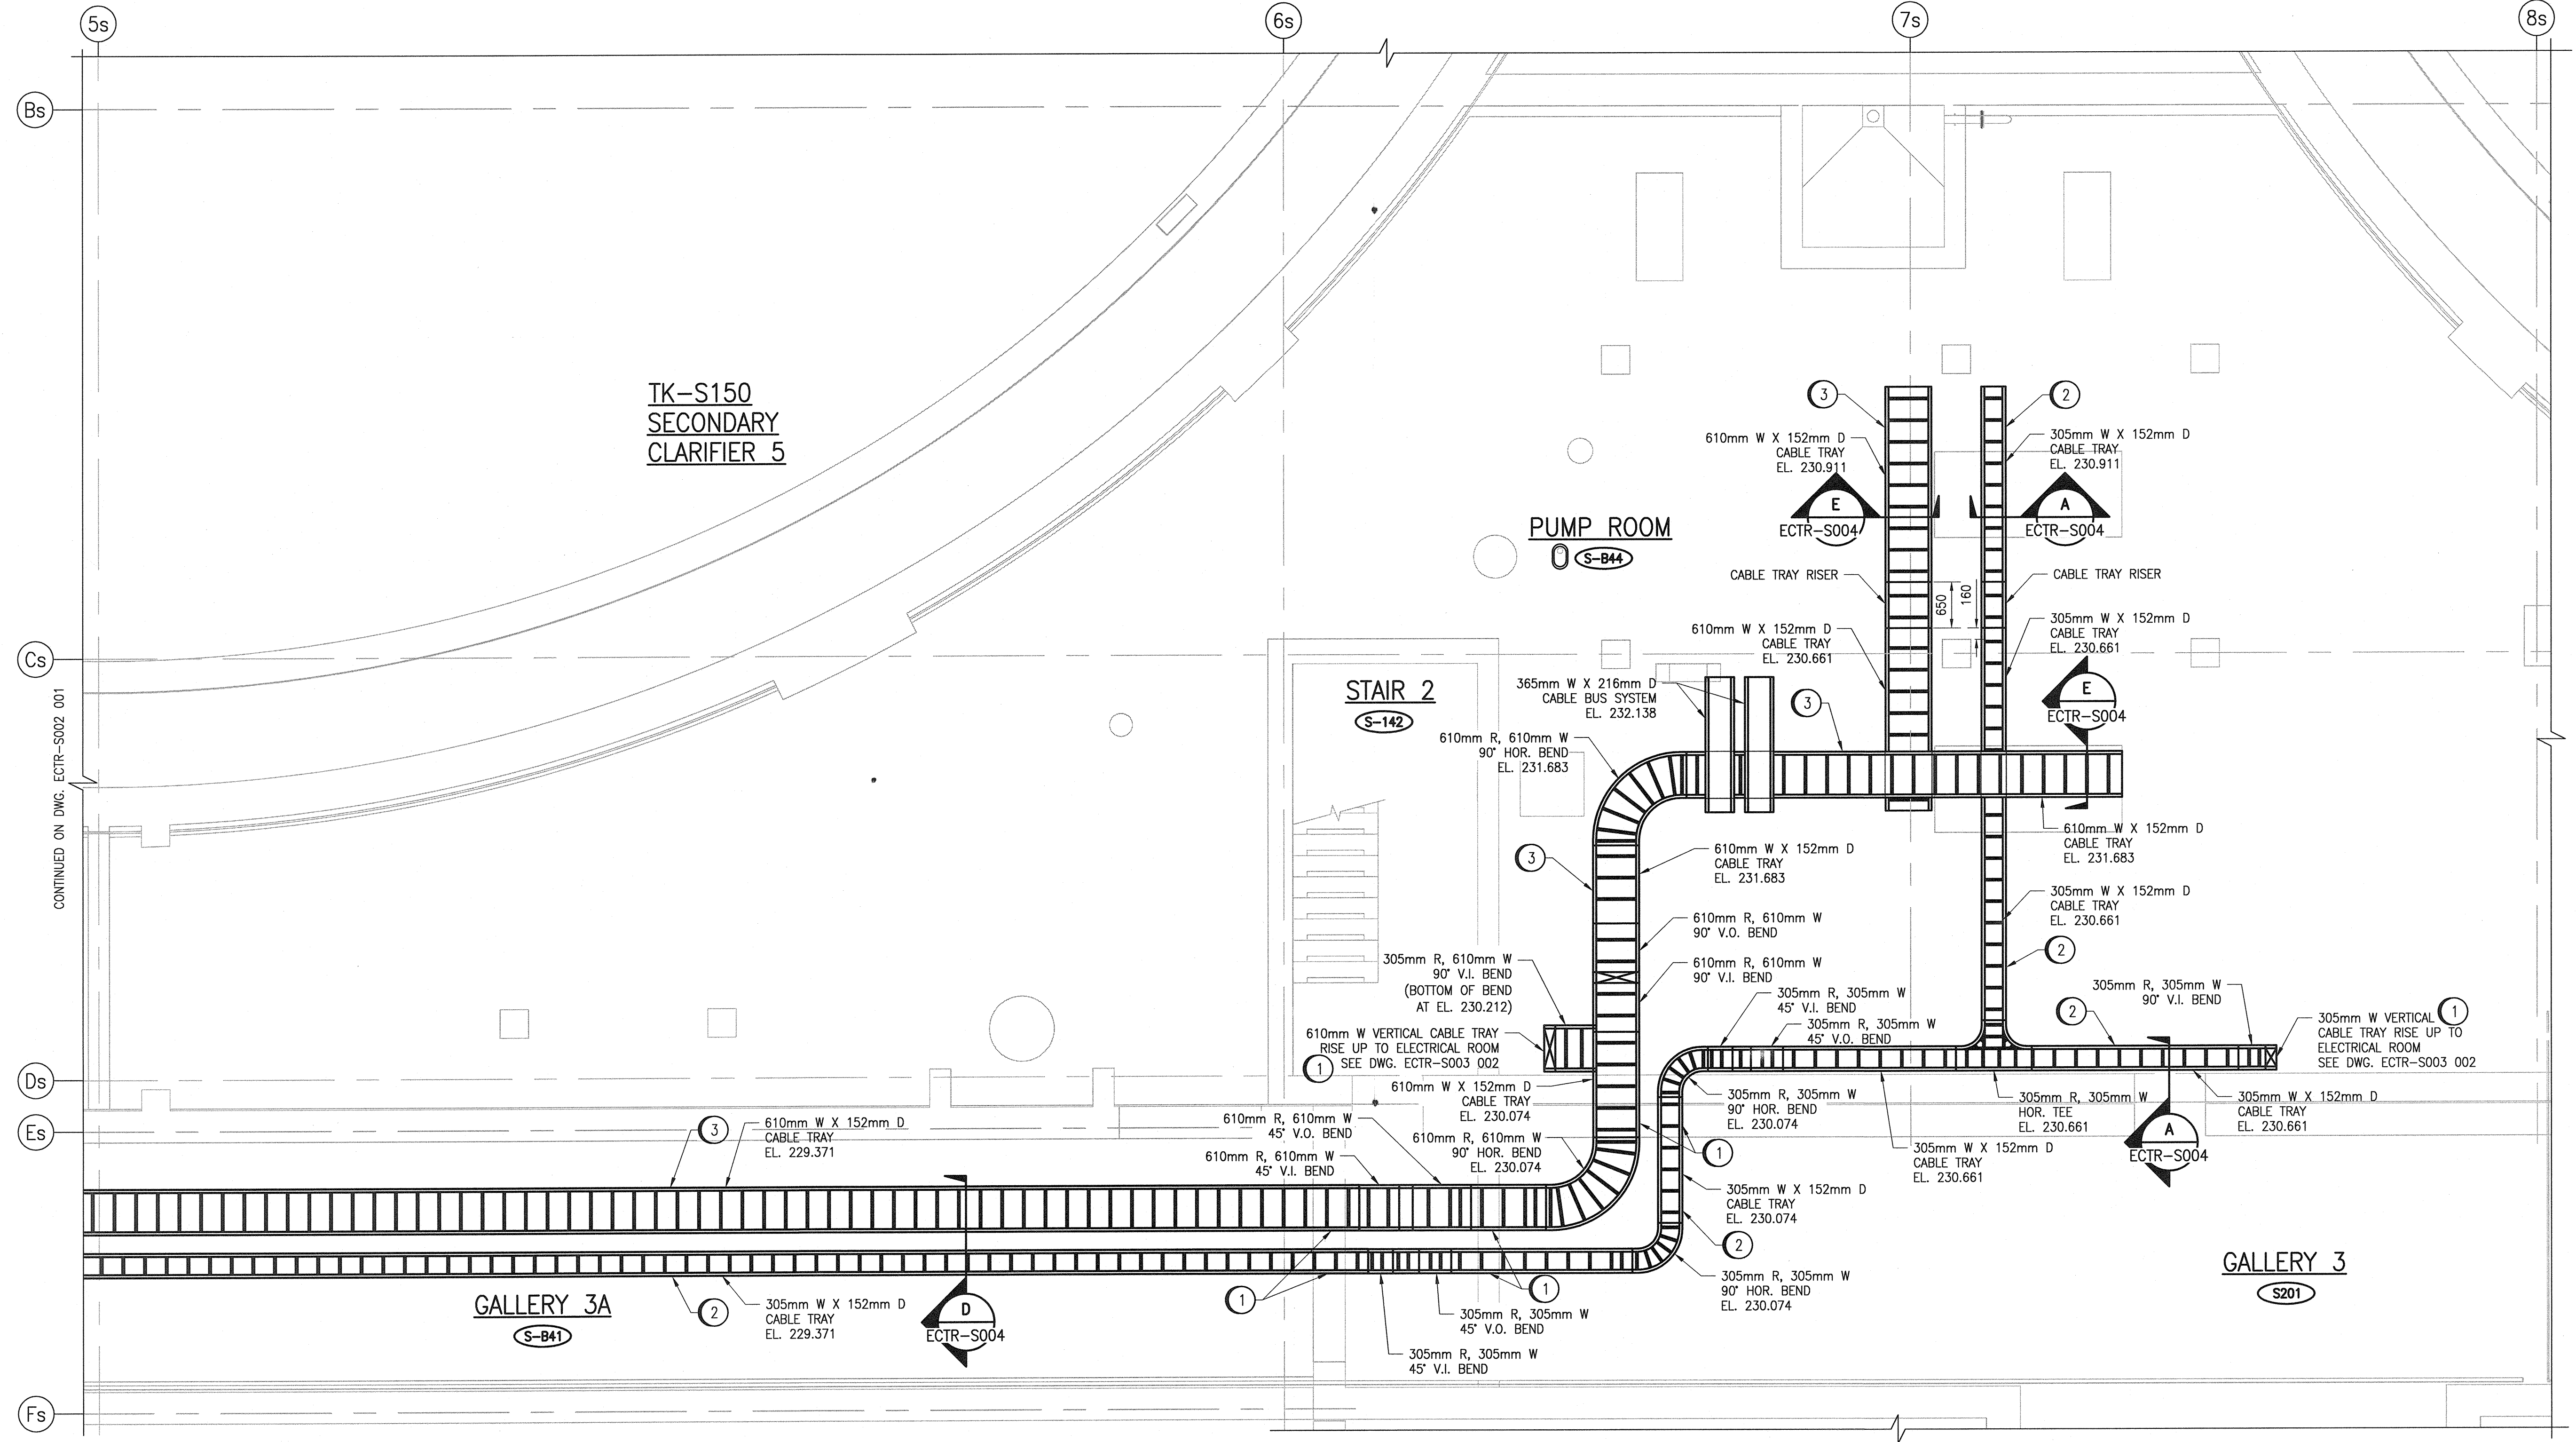 5s
6s
7s
8s
Bs
Cs
Ds
Es
Fs
CONTINUED ON DWG. ECTR-S002 001
TK-S150
SECONDARY
CLARIFIER 5
PUMP ROOM
S-B44
STAIR 2
S-142
3
2
610mm W X 152mm D
CABLE TRAY
EL. 230.911
305mm W X 152mm D
CABLE TRAY
EL. 230.911
E
ECTR-S004
A
ECTR-S004
CABLE TRAY RISER
650
160
CABLE TRAY RISER
610mm W X 152mm D
CABLE TRAY
EL. 230.661
305mm W X 152mm D
CABLE TRAY
EL. 230.661
365mm W X 216mm D
CABLE BUS SYSTEM
EL. 232.138
3
E
ECTR-S004
610mm R, 610mm W
90° HOR. BEND
EL. 231.683
3
610mm W X 152mm D
CABLE TRAY
EL. 231.683
610mm W X 152mm D
CABLE TRAY
EL. 231.683
305mm W X 152mm D
CABLE TRAY
EL. 230.661
2
610mm R, 610mm W
90° V.O. BEND
610mm R, 610mm W
90° V.I. BEND
305mm R, 610mm W
90° V.I. BEND
(BOTTOM OF BEND
AT EL. 230.212)
610mm W VERTICAL CABLE TRAY
RISE UP TO ELECTRICAL ROOM
SEE DWG. ECTR-S003 002
1
305mm R, 305mm W
45° V.I. BEND
305mm R, 305mm W
45° V.O. BEND
2
305mm R, 305mm W
90° V.I. BEND
305mm W VERTICAL
CABLE TRAY RISE UP TO
ELECTRICAL ROOM
SEE DWG. ECTR-S003 002
1
610mm W X 152mm D
CABLE TRAY
EL. 230.074
305mm R, 305mm W
90° HOR. BEND
EL. 230.074
305mm R, 305mm W
HOR. TEE
EL. 230.661
305mm W X 152mm D
CABLE TRAY
EL. 230.661
305mm W X 152mm D
CABLE TRAY
EL. 230.661
A
ECTR-S004
3
610mm W X 152mm D
CABLE TRAY
EL. 229.371
610mm R, 610mm W
45° V.O. BEND
610mm R, 610mm W
45° V.I. BEND
610mm R, 610mm W
90° HOR. BEND
EL. 230.074
1
305mm W X 152mm D
CABLE TRAY
EL. 230.074
2
305mm R, 305mm W
90° HOR. BEND
EL. 230.074
1
1
305mm R, 305mm W
45° V.O. BEND
305mm R, 305mm W
45° V.I. BEND
GALLERY 3A
S-B41
2
305mm W X 152mm D
CABLE TRAY
EL. 229.371
D
ECTR-S004
GALLERY 3
S201